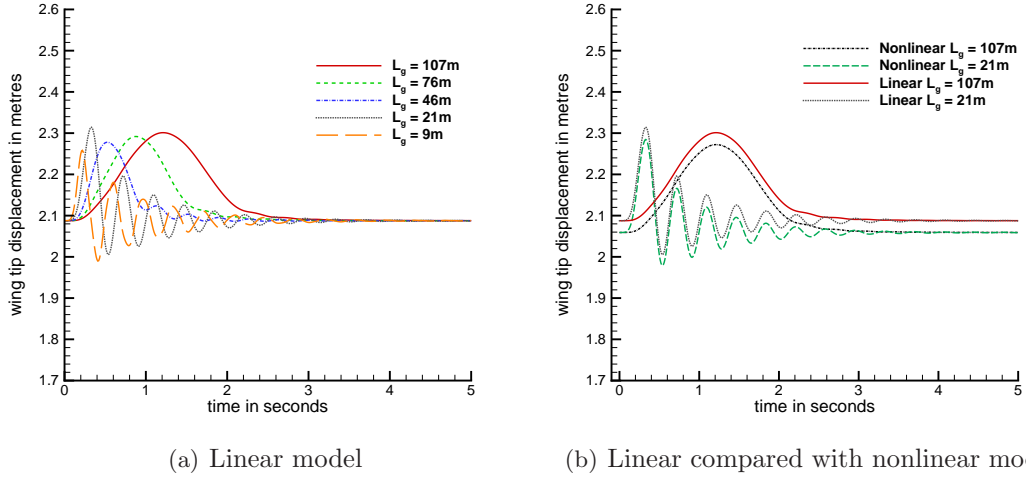 2.6
2.5
2.4
2.3
2.2
2.1
2
1.9
1.8
1.7
wing tip displacement in metres
L_g = 107m
L_g = 76m
L_g = 46m
L_g = 21m
L_g = 9m
0 1 2 3 4 5
time in seconds
(a) Linear model
2.6
2.5
2.4
2.3
2.2
2.1
2
1.9
1.8
1.7
wing tip displacement in metres
Nonlinear L_g = 107m
Nonlinear L_g = 21m
Linear L_g = 107m
Linear L_g = 21m
0 1 2 3 4 5
time in seconds
(b) Linear compared with nonlinear mo